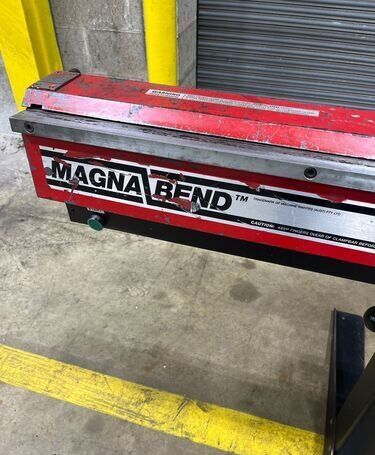 WARNING
MAGNABEND™
TRADEMARK OF MAGNETIC BENDERS (AUST) PTY LTD
CAUTION: KEEP FINGERS CLEAR OF CLAMPBAR BEFORE